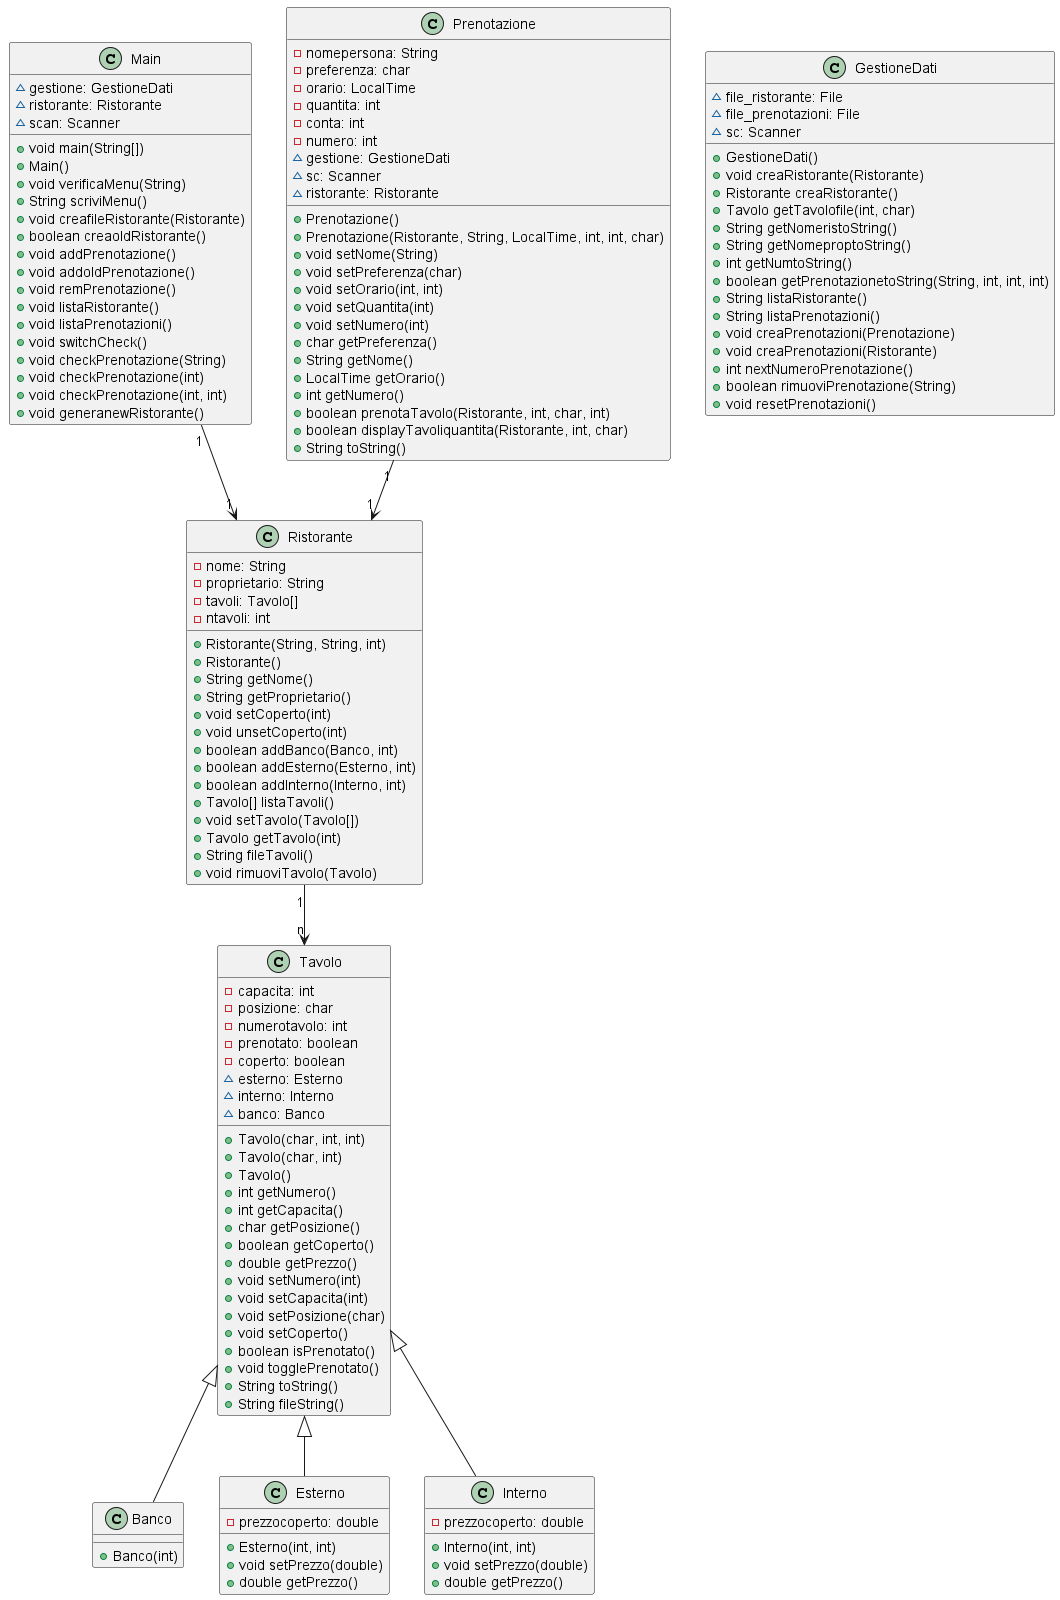 C Main
gestione: GestioneDati
ristorante: Ristorante
scan: Scanner
void main(String[])
Main()
void verificaMenu(String)
String scriviMenu()
void creafileRistorante(Ristorante)
boolean creaoldRistorante()
void addPrenotazione()
void addoldPrenotazione()
void remPrenotazione()
void listaRistorante()
void listaPrenotazioni()
void switchCheck()
void checkPrenotazione(String)
void checkPrenotazione(int)
void checkPrenotazione(int, int)
void generanewRistorante()
C Prenotazione
nomepersona: String
preferenza: char
orario: LocalTime
quantita: int
conta: int
numero: int
gestione: GestioneDati
sc: Scanner
ristorante: Ristorante
Prenotazione()
Prenotazione(Ristorante, String, LocalTime, int, int, char)
void setNome(String)
void setPreferenza(char)
void setOrario(int, int)
void setQuantita(int)
void setNumero(int)
char getPreferenza()
String getNome()
LocalTime getOrario()
int getNumero()
boolean prenotaTavolo(Ristorante, int, char, int)
boolean displayTavoliquantita(Ristorante, int, char)
String toString()
C GestioneDati
file_ristorante: File
file_prenotazioni: File
sc: Scanner
GestioneDati()
void creaRistorante(Ristorante)
Ristorante creaRistorante()
Tavolo getTavolofile(int, char)
String getNomeristoString()
String getNomeproptoString()
int getNumtoString()
boolean getPrenotazionetoString(String, int, int, int)
String listaRistorante()
String listaPrenotazioni()
void creaPrenotazioni(Prenotazione)
void creaPrenotazioni(Ristorante)
int nextNumeroPrenotazione()
boolean rimuoviPrenotazione(String)
void resetPrenotazioni()
1
1
1
1
C Ristorante
nome: String
proprietario: String
tavoli: Tavolo[]
ntavoli: int
Ristorante(String, String, int)
Ristorante()
String getNome()
String getProprietario()
void setCoperto(int)
void unsetCoperto(int)
boolean addBanco(Banco, int)
boolean addEsterno(Esterno, int)
boolean addInterno(Interno, int)
Tavolo[] listaTavoli()
void setTavolo(Tavolo[])
Tavolo getTavolo(int)
String fileTavoli()
void rimuoviTavolo(Tavolo)
1
n
C Tavolo
capacita: int
posizione: char
numerotavolo: int
prenotato: boolean
coperto: boolean
esterno: Esterno
interno: Interno
banco: Banco
Tavolo(char, int, int)
Tavolo(char, int)
Tavolo()
int getNumero()
int getCapacita()
char getPosizione()
boolean getCoperto()
double getPrezzo()
void setNumero(int)
void setCapacita(int)
void setPosizione(char)
void setCoperto()
boolean isPrenotato()
void togglePrenotato()
String toString()
String fileString()
C Banco
Banco(int)
C Esterno
prezzocoperto: double
Esterno(int, int)
void setPrezzo(double)
double getPrezzo()
C Interno
prezzocoperto: double
Interno(int, int)
void setPrezzo(double)
double getPrezzo()